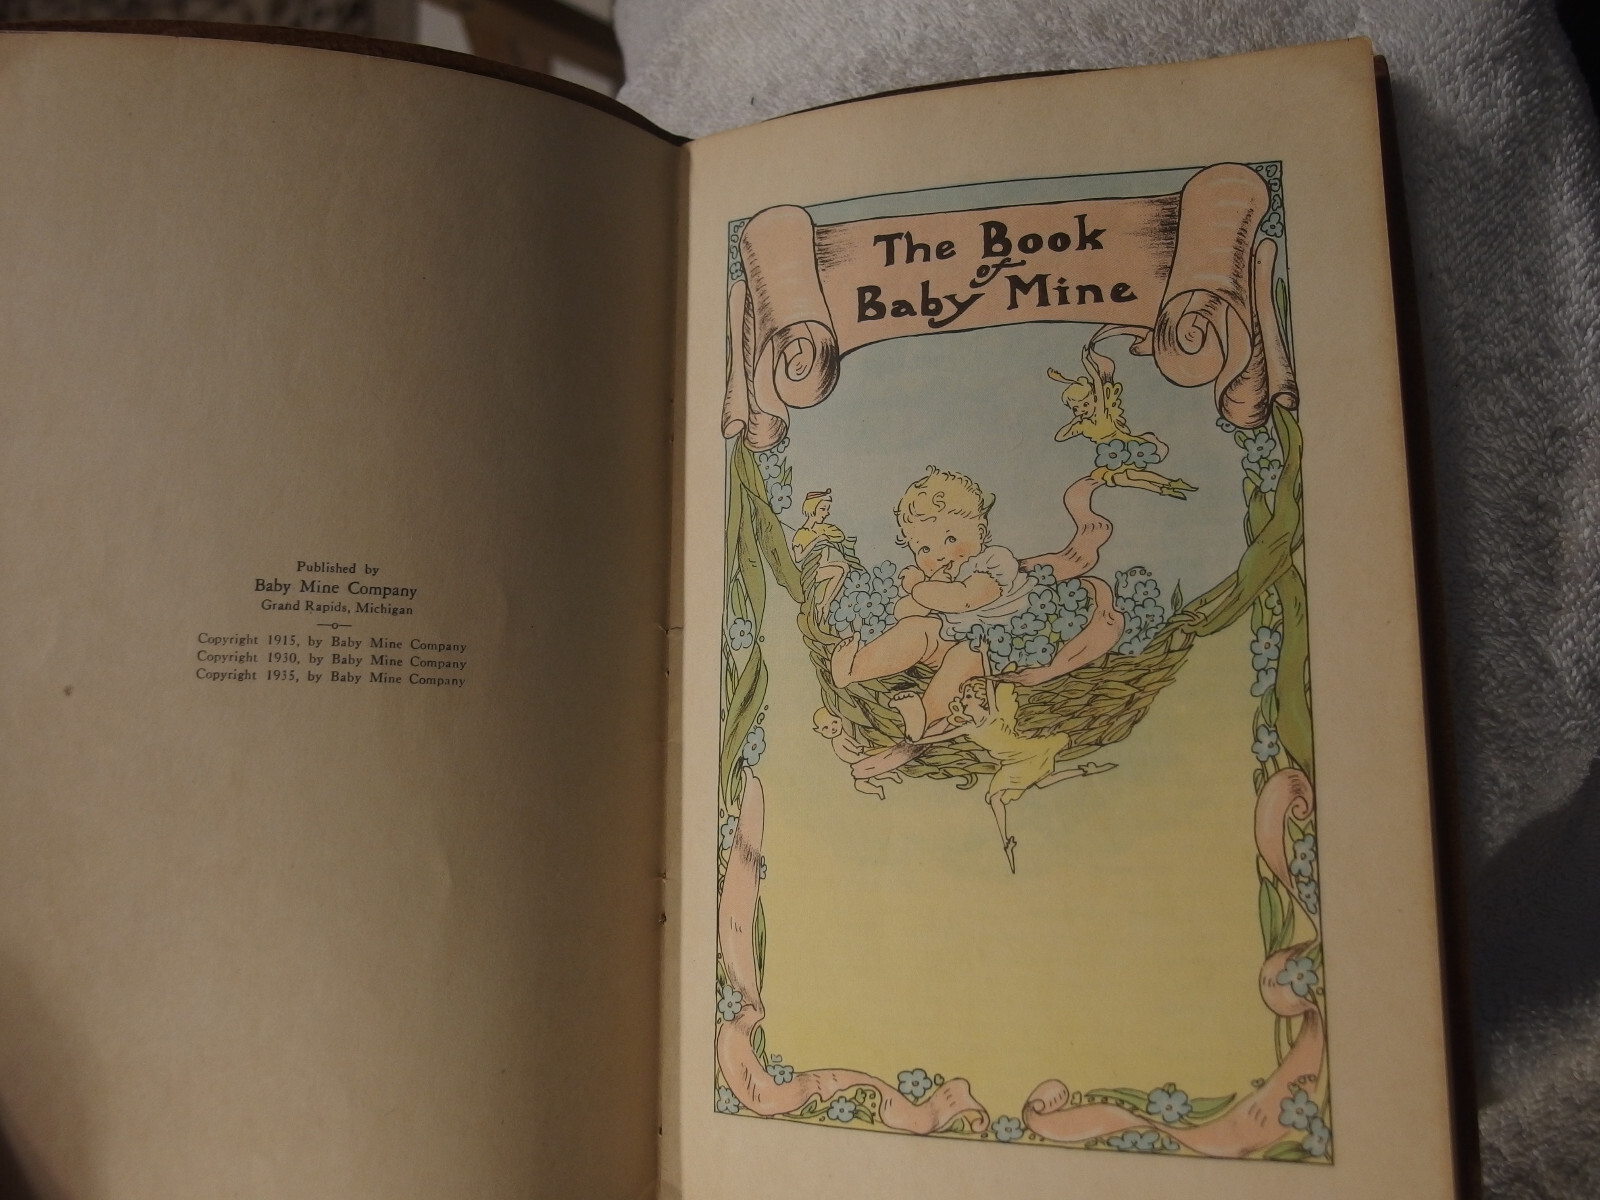 Published by
Baby Mine Company
Grand Rapids, Michigan
Copyright 1915, by Baby Mine Company
Copyright 1930, by Baby Mine Company
Copyright 1935, by Baby Mine Company
The Book
of
Baby Mine